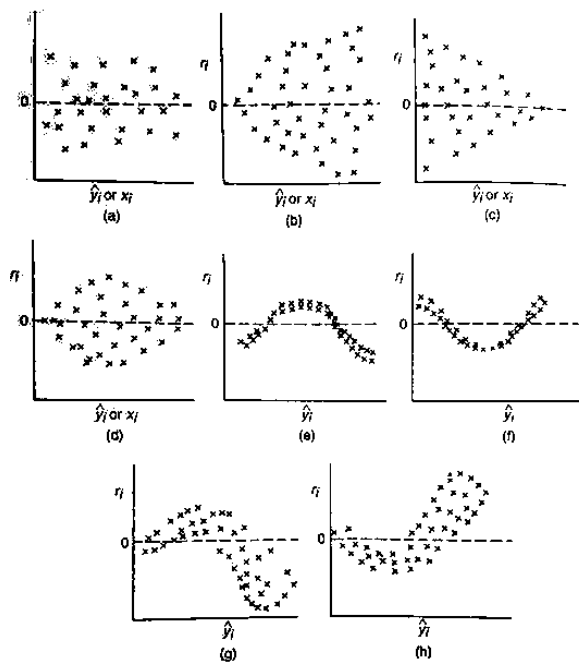 rᵢ
0
ŷᵢ or xᵢ
(a)
rᵢ
0
ŷᵢ or xᵢ
(b)
rᵢ
0
ŷᵢ or xᵢ
(c)
rᵢ
0
ŷᵢ or xᵢ
(d)
rᵢ
0
ŷᵢ
(e)
rᵢ
0
ŷᵢ
(f)
rᵢ
0
ŷᵢ
(g)
rᵢ
0
ŷᵢ
(h)